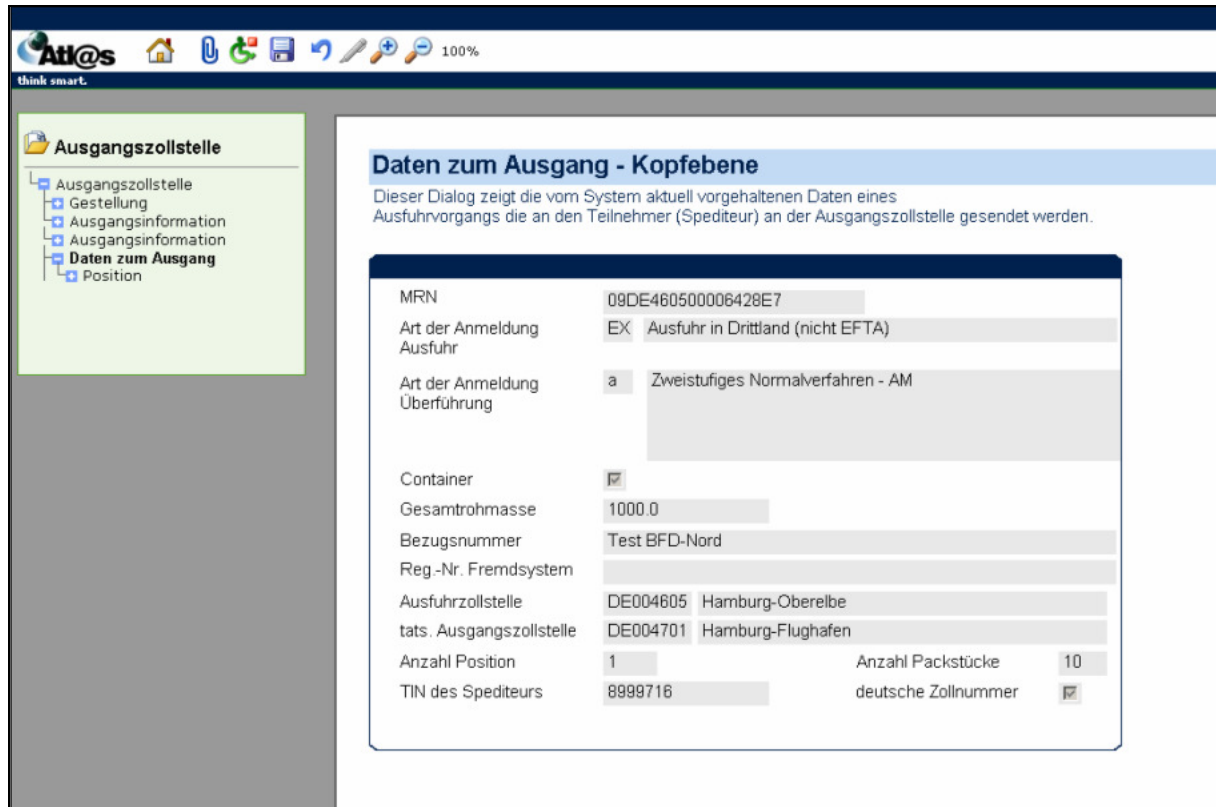 Atl@s
100%
think smart.
Ausgangszollstelle
Ausgangszollstelle
Gestellung
Ausgangsinformation
Ausgangsinformation
Daten zum Ausgang
Position
Daten zum Ausgang - Kopfebene
Dieser Dialog zeigt die vom System aktuell vorgehaltenen Daten eines
Ausfuhrvorgangs die an den Teilnehmer (Spediteur) an der Ausgangszollstelle gesendet werden.
MRN 09DE460500006428E7
Art der Anmeldung EX Ausfuhr in Drittland (nicht EFTA)
Ausfuhr
Art der Anmeldung a Zweistufiges Normalverfahren - AM
Überführung
Container
Gesamtrohmasse 1000.0
Bezugsnummer Test BFD-Nord
Reg.-Nr. Fremdsystem
Ausfuhrzollstelle DE004605 Hamburg-Oberelbe
tats. Ausgangszollstelle DE004701 Hamburg-Flughafen
Anzahl Position 1 Anzahl Packstücke 10
TIN des Spediteurs 8999716 deutsche Zollnummer